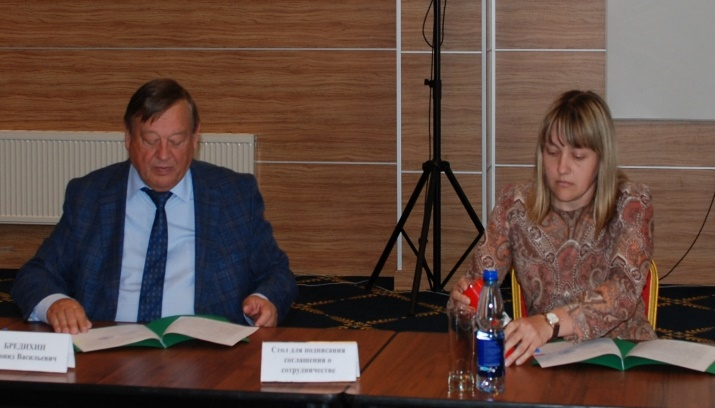 БРЕДИХИН
Васильевич
Стол для подписания
соглашения о
сотрудничестве